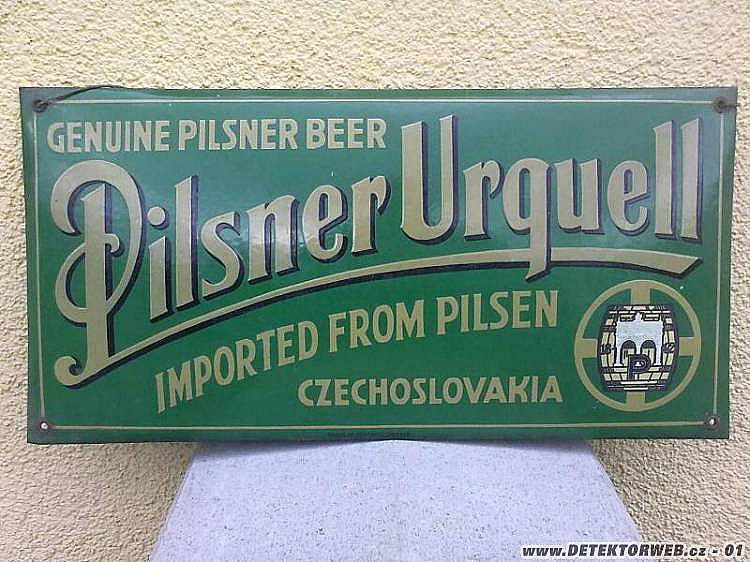 GENUINE PILSNER BEER
Pilsner Urquell
IMPORTED FROM PILSEN
CZECHOSLOVAKIA
P
www.DETEKTORWEB.cz - 01